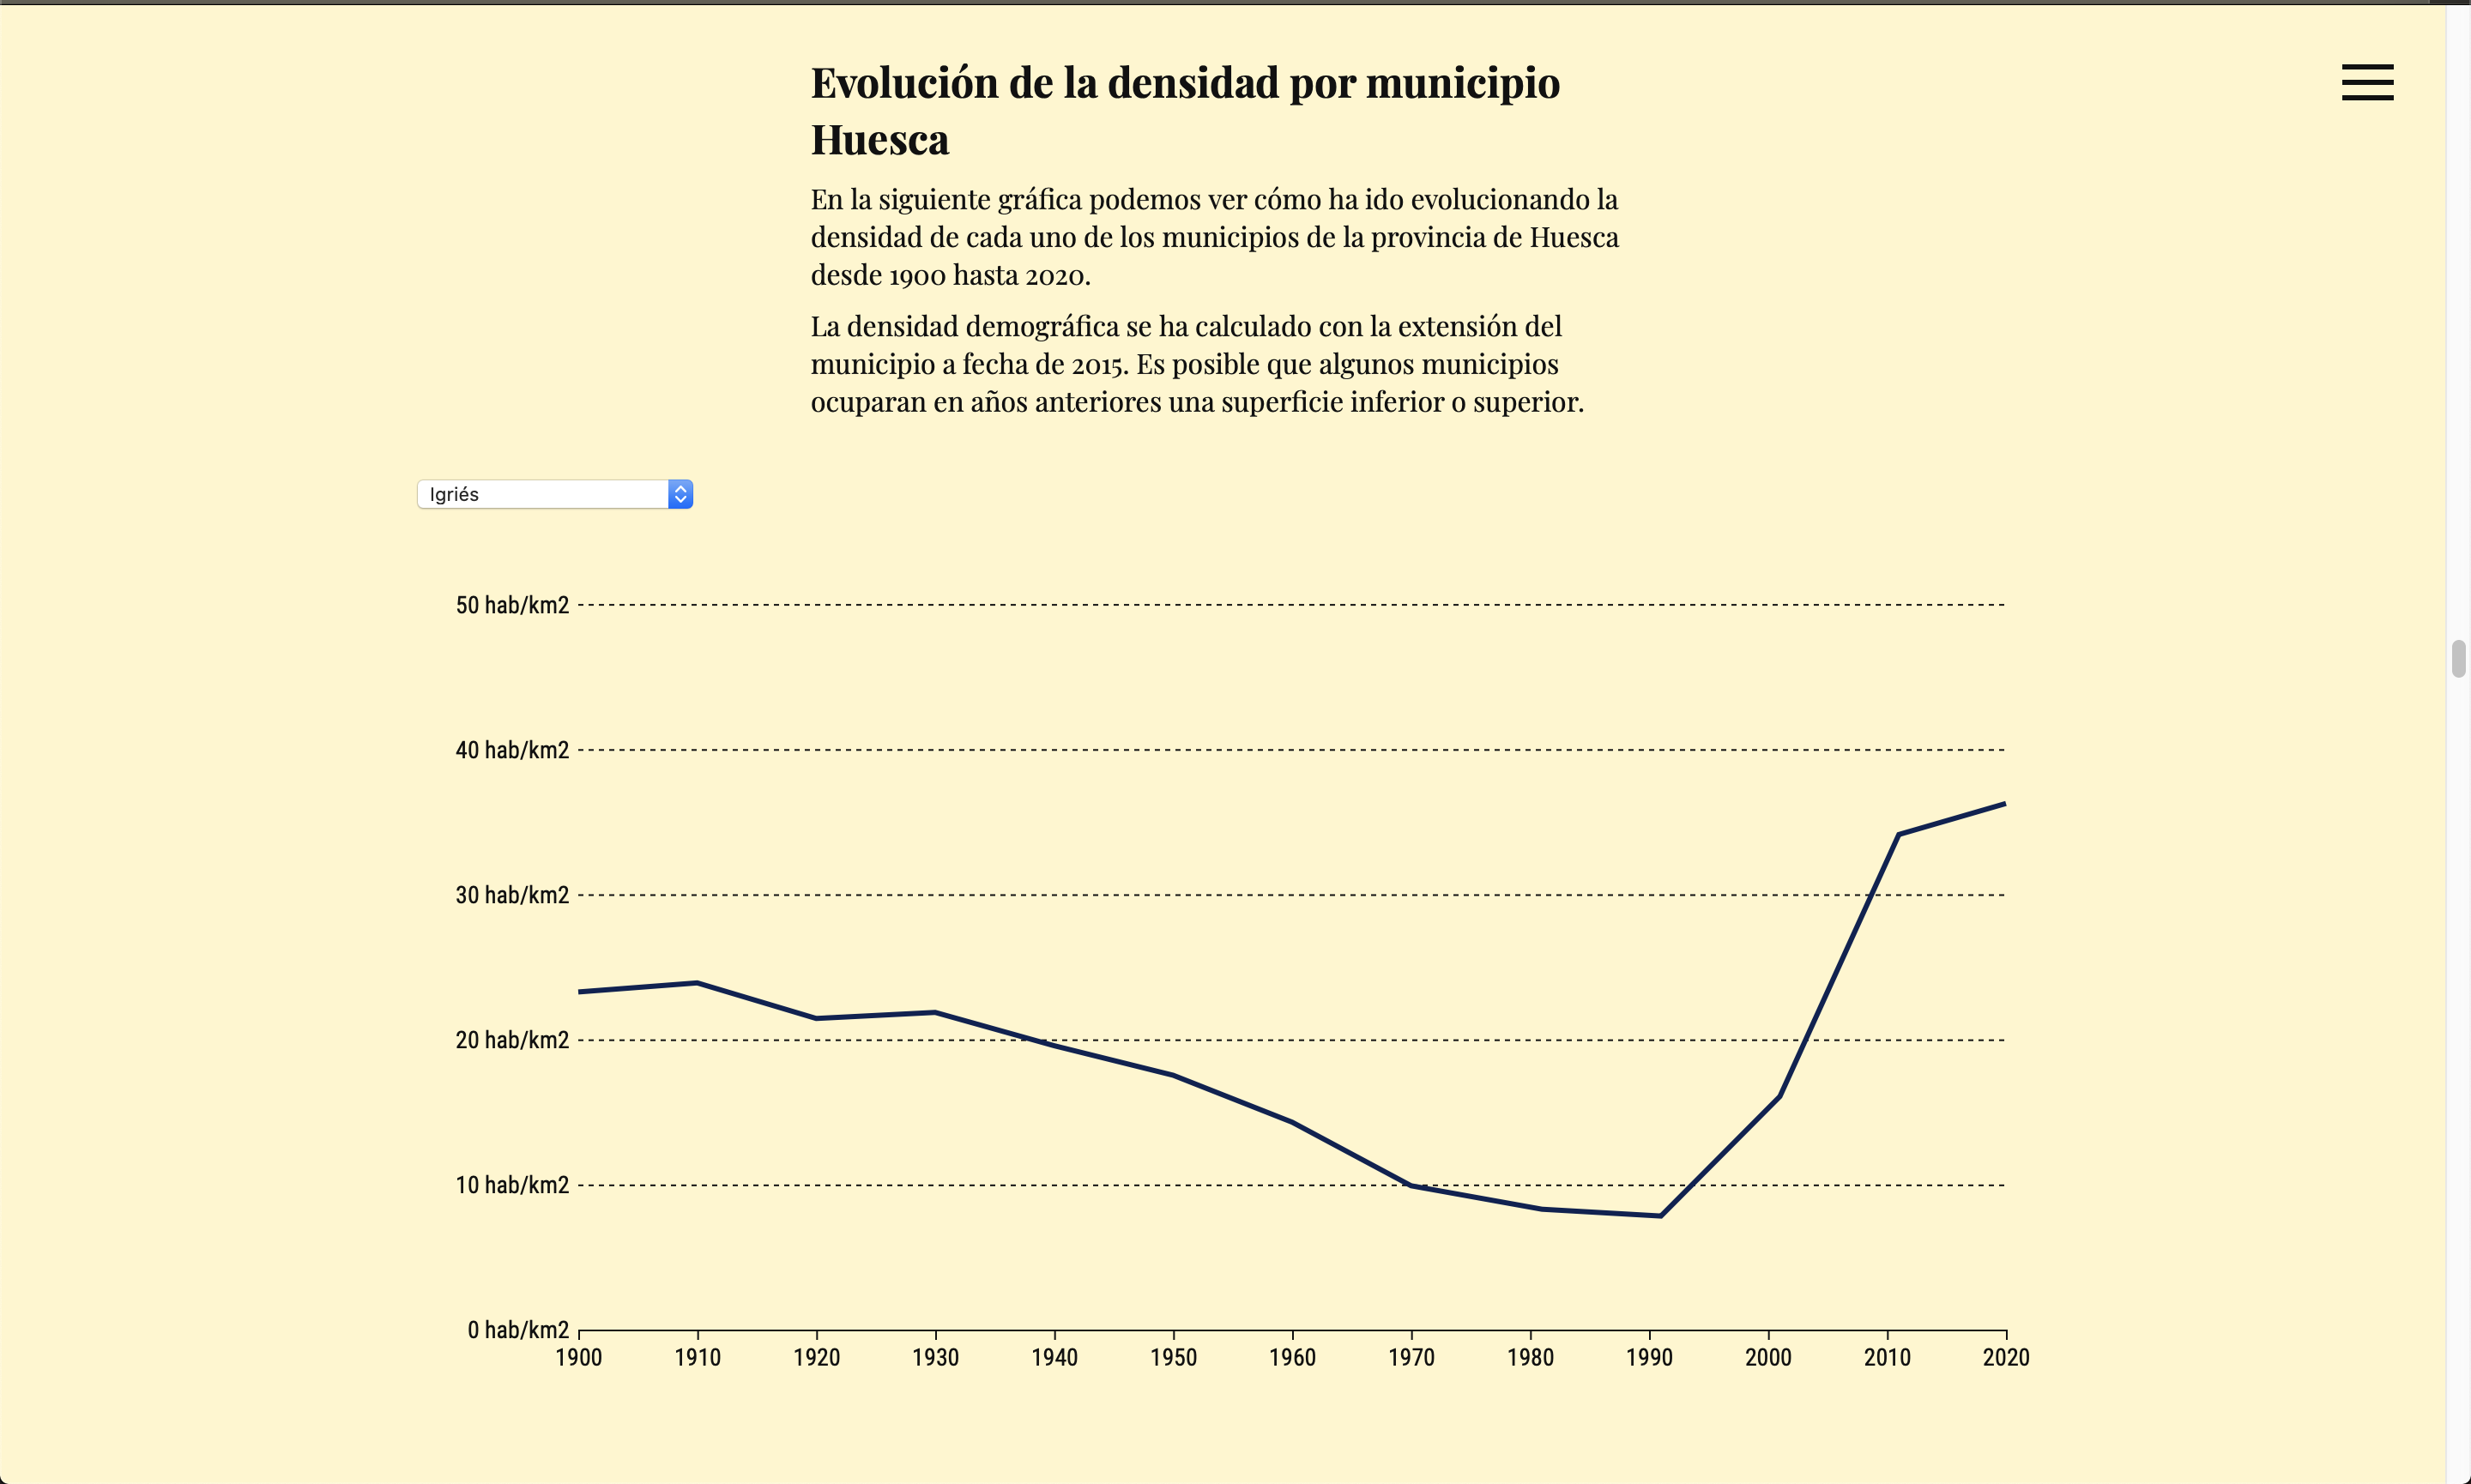 Evolución de la densidad por municipio
Huesca
En la siguiente gráfica podemos ver cómo ha ido evolucionando la
densidad de cada uno de los municipios de la provincia de Huesca
desde 1900 hasta 2020.
La densidad demográfica se ha calculado con la extensión del
municipio a fecha de 2015. Es posible que algunos municipios
ocuparan en años anteriores una superficie inferior o superior.
Igriés
50 hab/km2
40 hab/km2
30 hab/km2
20 hab/km2
10 hab/km2
0 hab/km2
1900 1910 1920 1930 1940 1950 1960 1970 1980 1990 2000 2010 2020